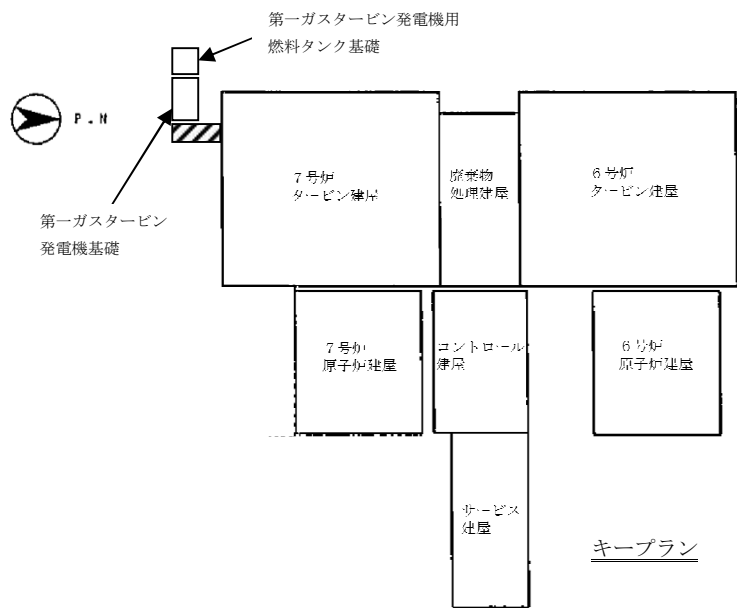 第一ガスタービン発電機用
燃料タンク基礎
P.N
第一ガスタービン
発電機基礎
7号炉
タービン建屋
廃棄物
処理建屋
6号炉
タービン建屋
7号炉
原子炉建屋
コントロール
建屋
6号炉
原子炉建屋
サービス
建屋
キープラン